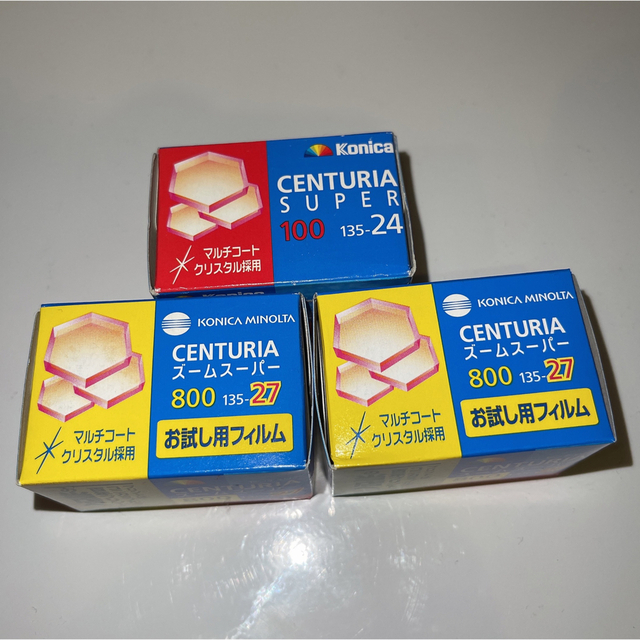 Konica
CENTURIA
SUPER
100 135-24
マルチコート
クリスタル採用
Konica
KONICA MINOLTA
CENTURIA
ズームスーパー
800 135-27
お試し用フィルム
マルチコート
クリスタル採用
CENTURIA
KONICA MINOLTA
CENTURIA
ズームスーパー
800 135-27
お試し用フィルム
マルチコート
クリスタル採用